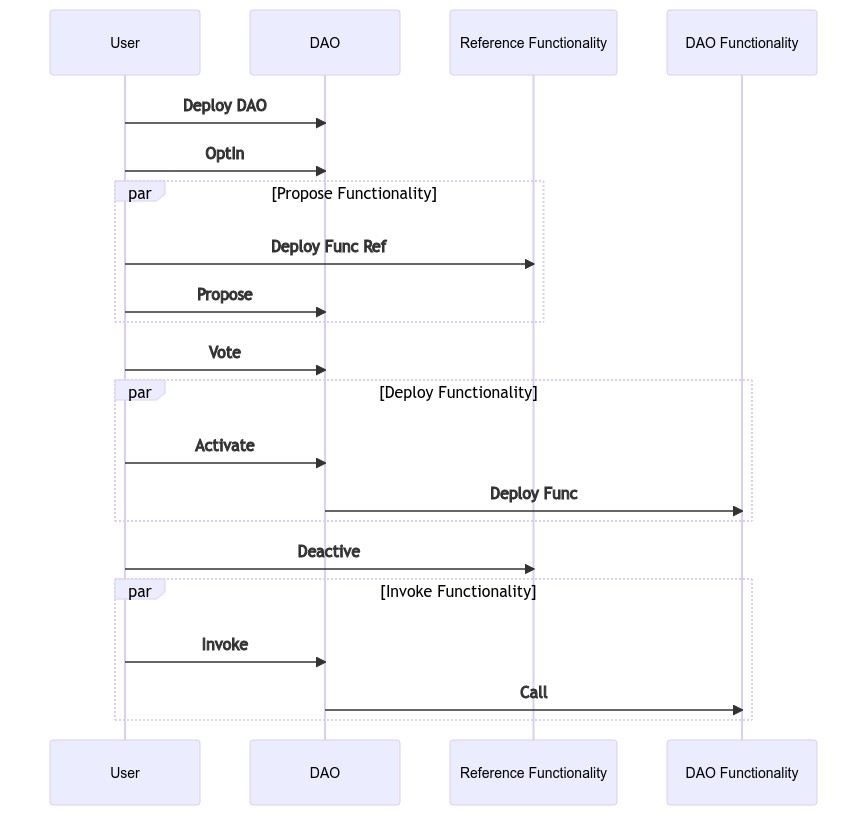 User
DAO
Reference Functionality
DAO Functionality
Deploy DAO
OptIn
par
[Propose Functionality]
Deploy Func Ref
Propose
Vote
par
[Deploy Functionality]
Activate
Deploy Func
Deactive
par
[Invoke Functionality]
Invoke
Call
User
DAO
Reference Functionality
DAO Functionality